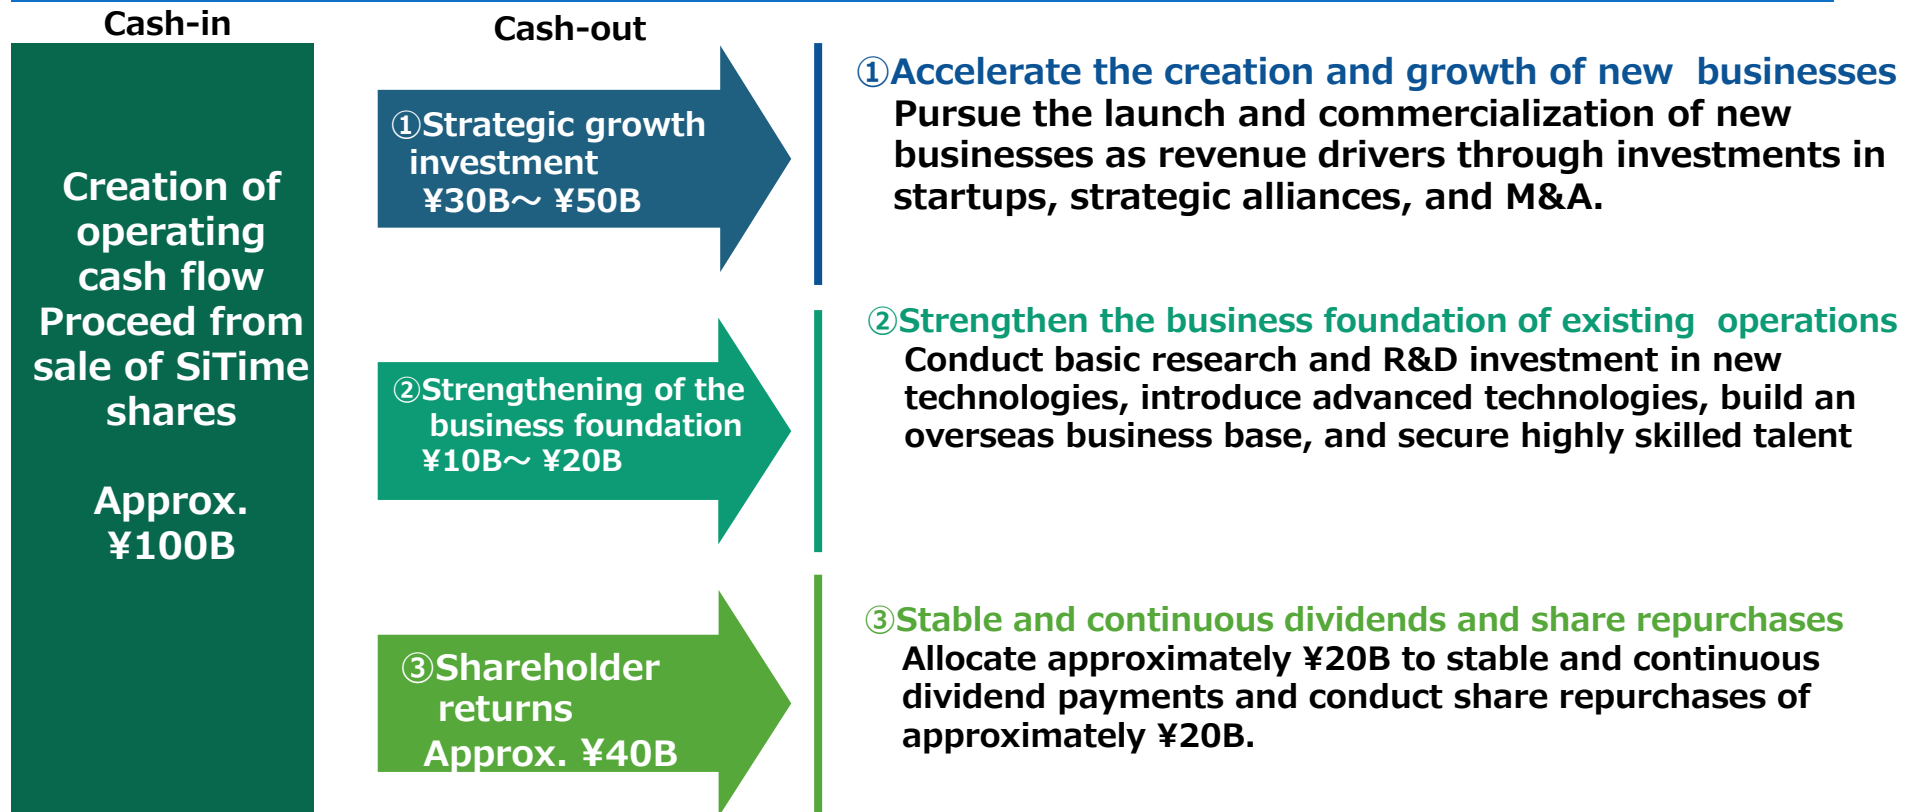 Cash-in
Creation of
operating
cash flow
Proceed from
sale of SiTime
shares
Approx.
¥100B
Cash-out
①Strategic growth
investment
¥30B～ ¥50B
①Accelerate the creation and growth of new businesses
Pursue the launch and commercialization of new
businesses as revenue drivers through investments in
startups, strategic alliances, and M&A.
②Strengthening of the
business foundation
¥10B～ ¥20B
②Strengthen the business foundation of existing operations
Conduct basic research and R&D investment in new
technologies, introduce advanced technologies, build an
overseas business base, and secure highly skilled talent
③Shareholder
returns
Approx. ¥40B
③Stable and continuous dividends and share repurchases
Allocate approximately ¥20B to stable and continuous
dividend payments and conduct share repurchases of
approximately ¥20B.